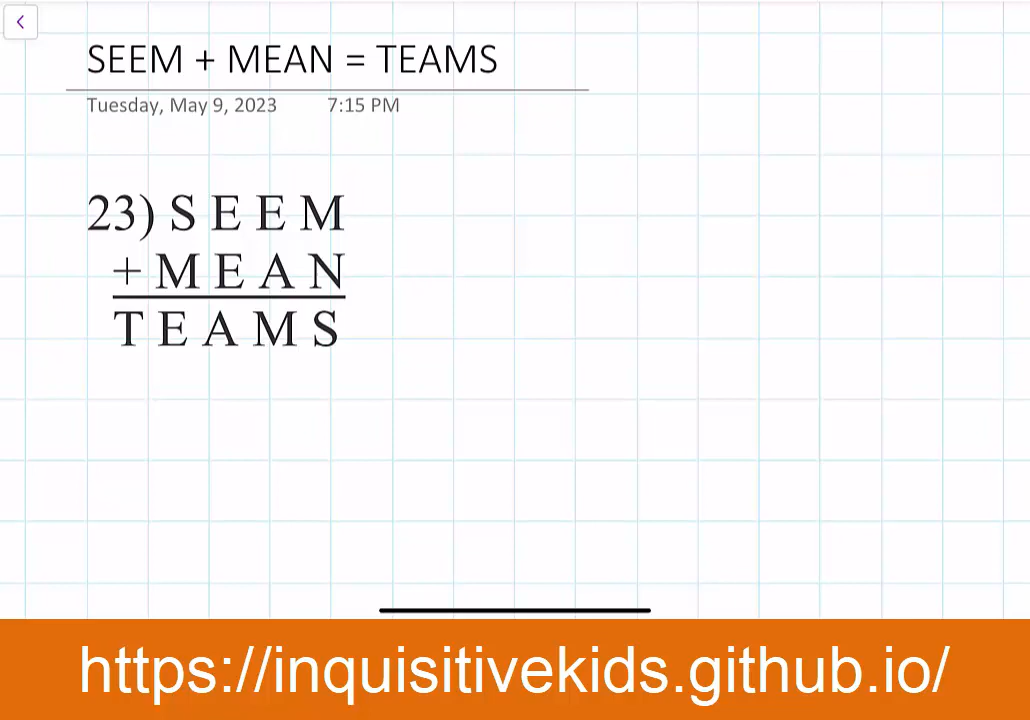 SEEM + MEAN = TEAMS
Tuesday, May 9, 2023 7:15 PM
23) S E E M
+ M E A N
T E A M S
https://inquisitivekids.github.io/